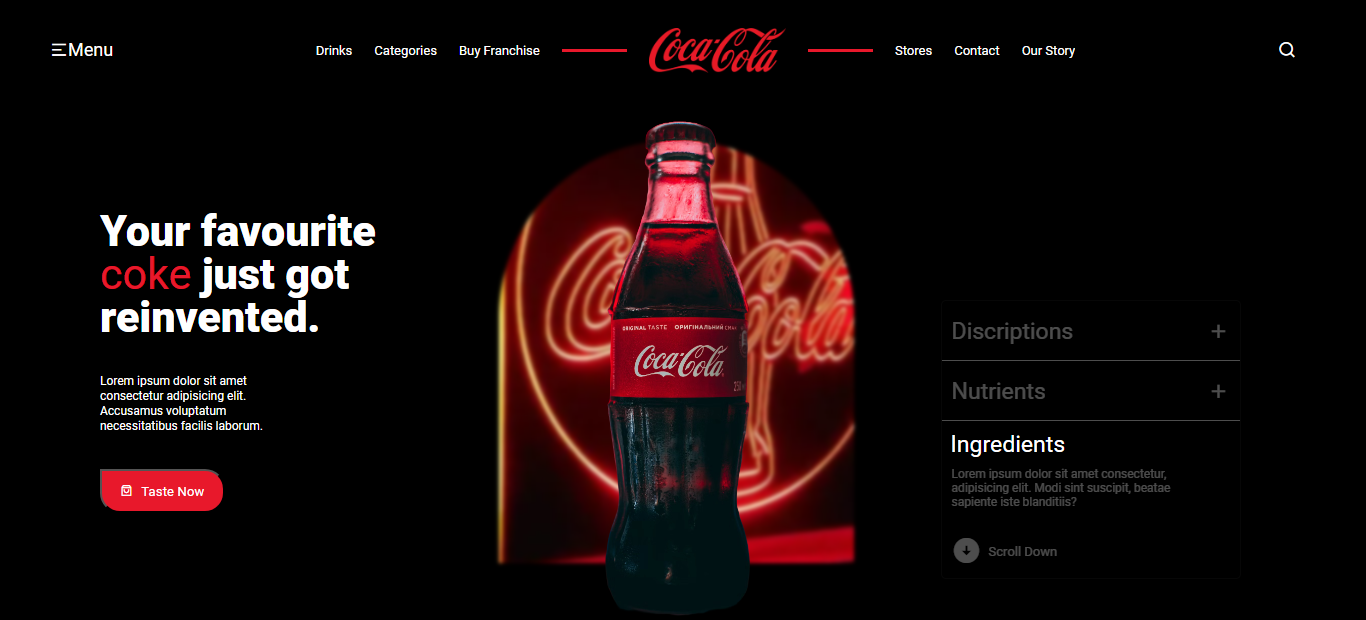 Menu
Drinks Categories Buy Franchise Coca-Cola Stores Contact Our Story
Your favourite
coke just got
reinvented.
Lorem ipsum dolor sit amet
consectetur adipisicing elit.
Accusamus voluptatum
necessitatibus facilis laborum.
Taste Now
ORIGINAL TASTE ОРИГІНАЛЬНИЙ СМАК
Coca-Cola
Discriptions +
Nutrients +
Ingredients
Lorem ipsum dolor sit amet consectetur,
adipisicing elit. Modi sint suscipit, beatae
sapiente iste blanditiis?
Scroll Down